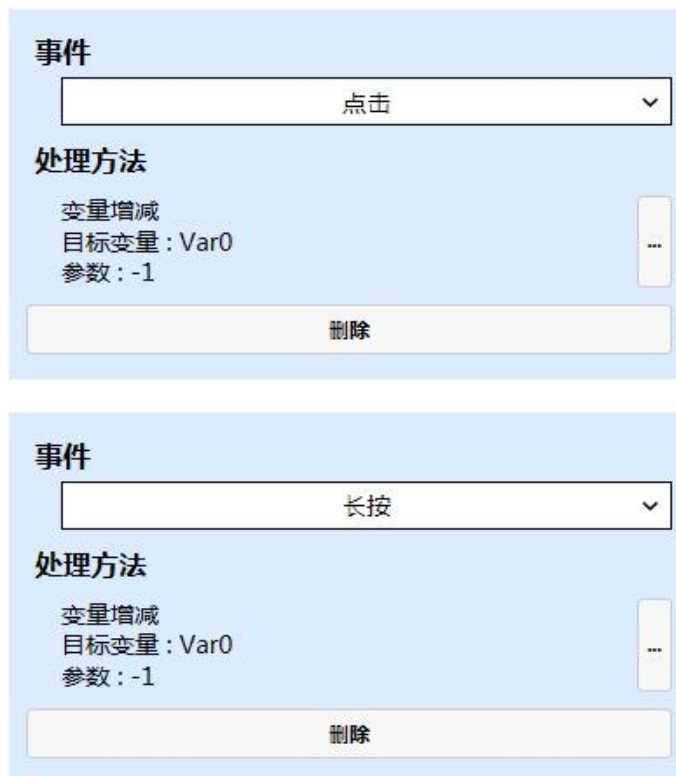 事件
点击
处理方法
变量增减
目标变量 : Var0
参数 : -1
...
删除
事件
长按
处理方法
变量增减
目标变量 : Var0
参数 : -1
...
删除